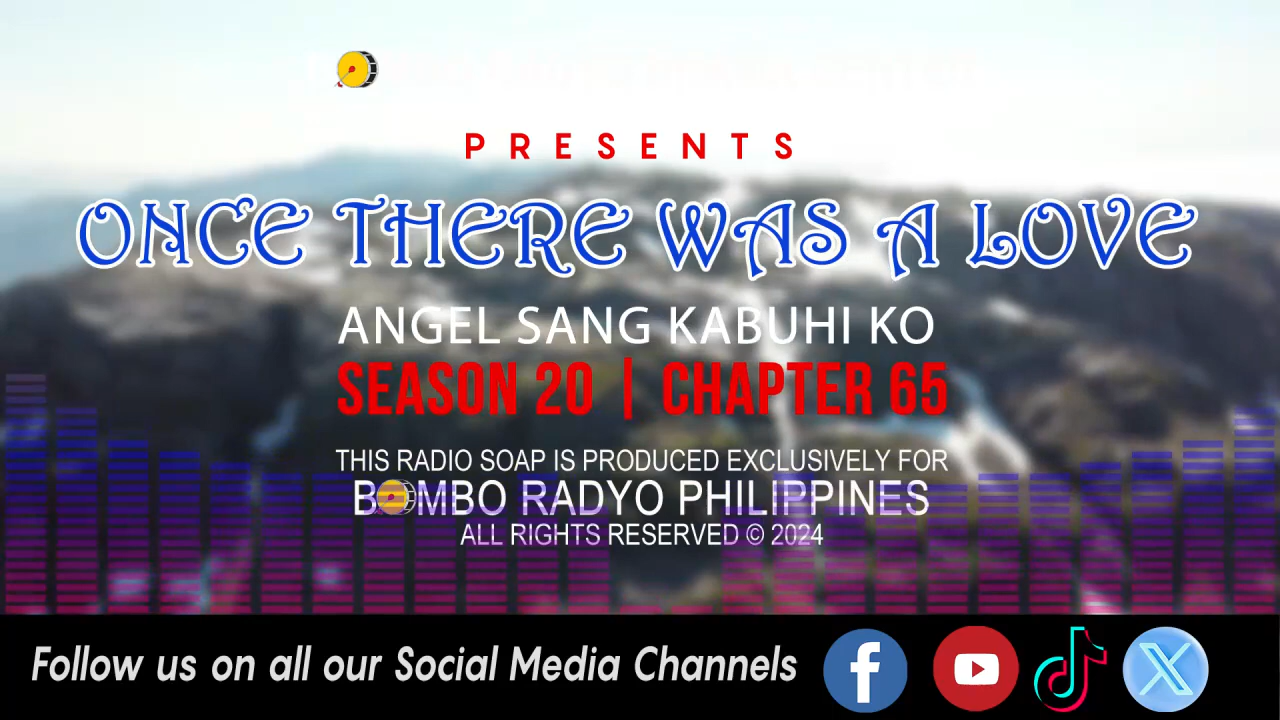 PRESENTS
ONCE THERE WAS A LOVE
ANGEL SANG KABUHI KO
SEASON 20 | CHAPTER 65
THIS RADIO SOAP IS PRODUCED EXCLUSIVELY FOR
BOMBO RADYO PHILIPPINES
ALL RIGHTS RESERVED © 2024
Follow us on all our Social Media Channels